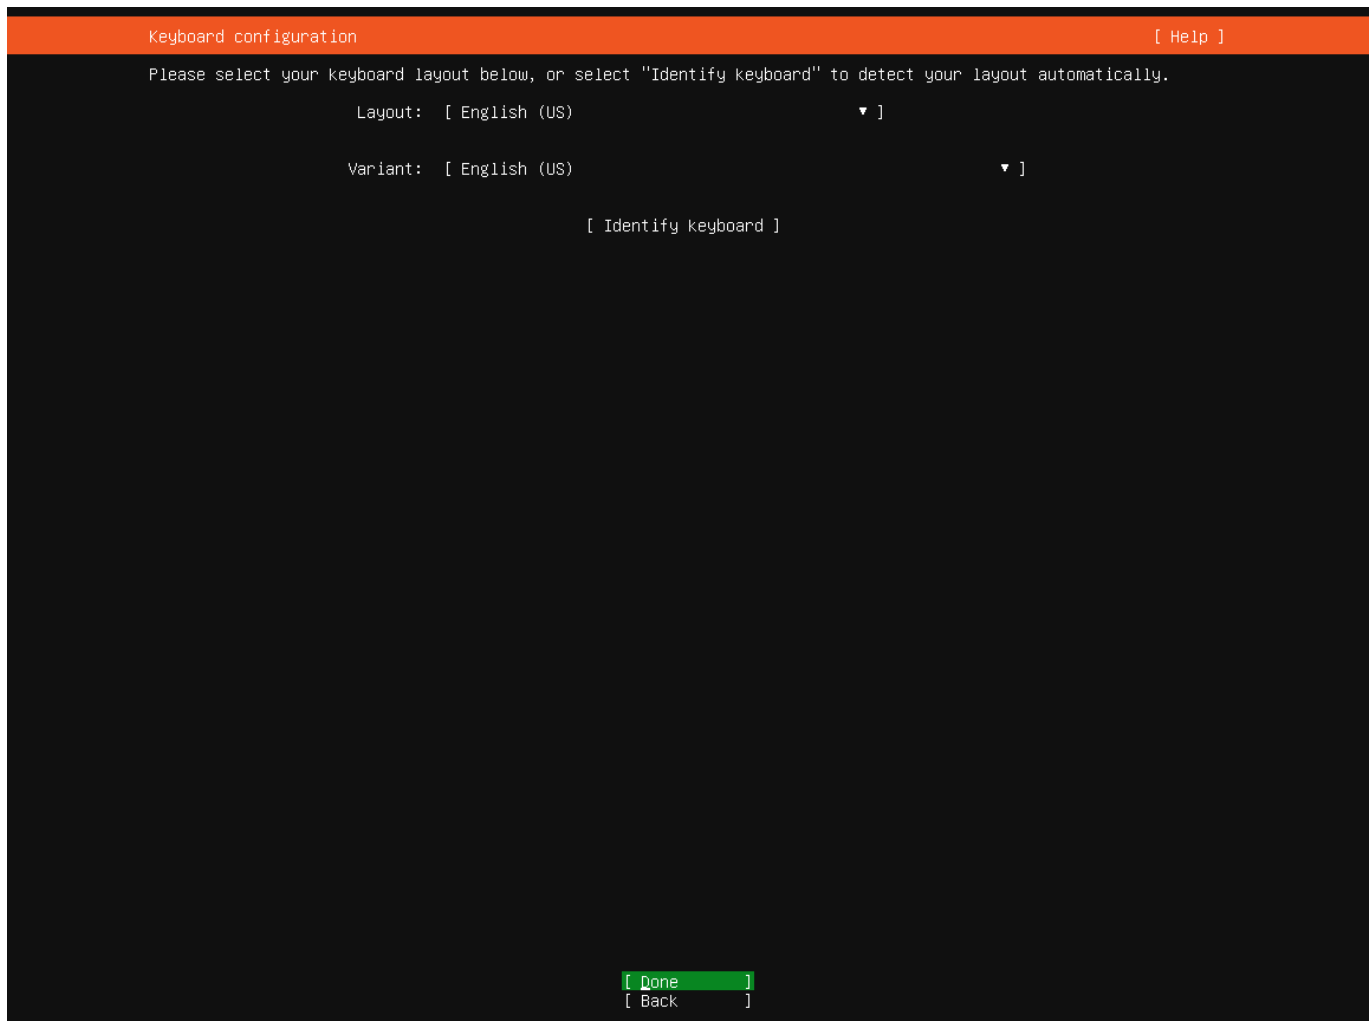 Keyboard configuration [ Help ]
Please select your keyboard layout below, or select "Identify keyboard" to detect your layout automatically.
Layout: [ English (US) ▾ ]
Variant: [ English (US) ▾ ]
[ Identify keyboard ]
[ Done ]
[ Back ]